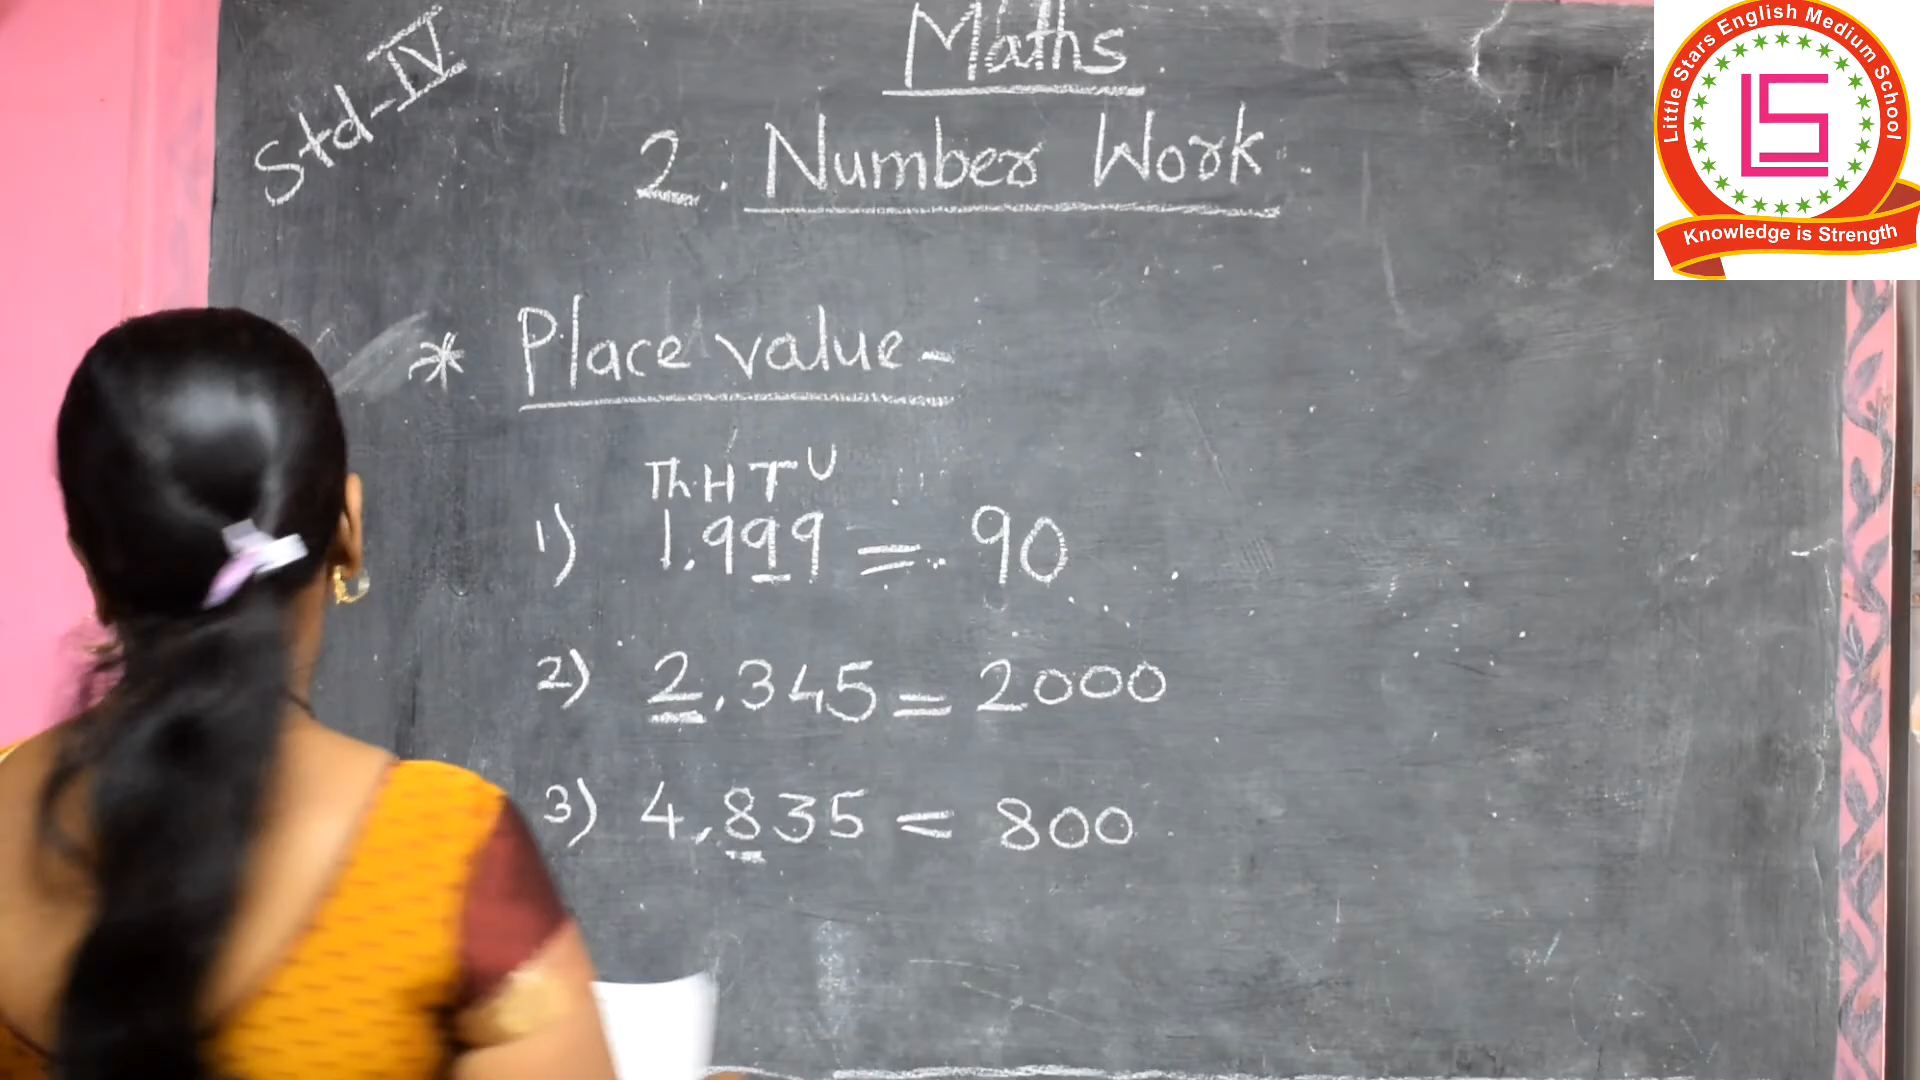 Std-IV
Maths
2. Number Work
* Place value-
Th H T U
1) 1,999 = 90
2) 2,345 = 2000
3) 4,835 = 800
Little Stars English Medium School
LS
Knowledge is Strength